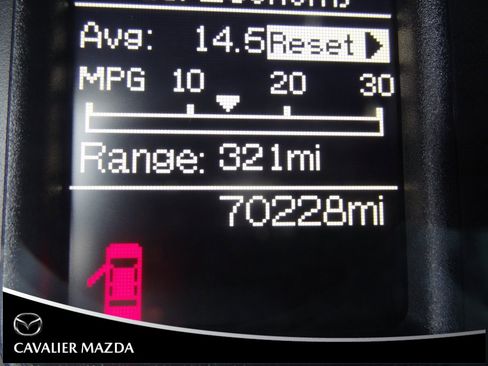 Avg: 14.5 Reset
MPG 10 20 30
Range: 321mi
70228mi
CAVALIER MAZDA